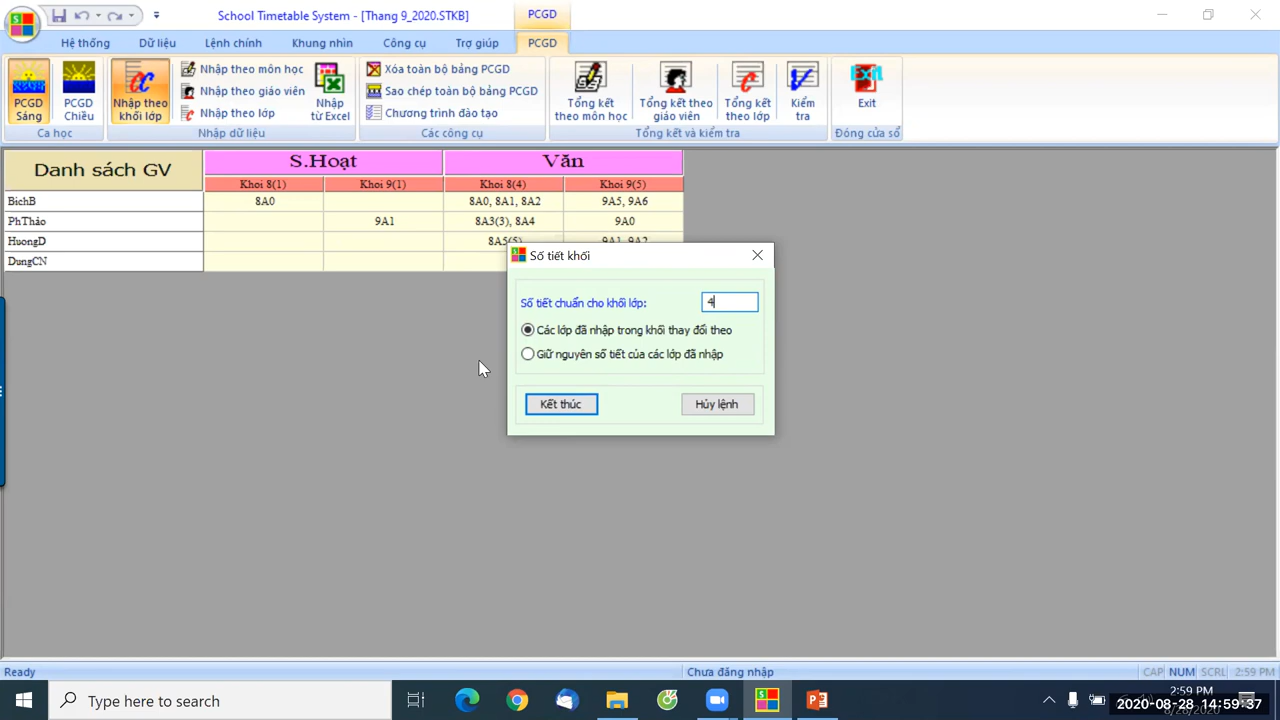 School Timetable System - [Thang 9_2020.STKB]
PCGD
Hệ thống
Dữ liệu
Lệnh chính
Khung nhìn
Công cụ
Trợ giúp
PCGD
PCGD Sáng
PCGD Chiều
Ca học
Nhập theo khối lớp
Nhập theo môn học
Nhập theo giáo viên
Nhập theo lớp
Nhập từ Excel
Nhập dữ liệu
Xóa toàn bộ bảng PCGD
Sao chép toàn bộ bảng PCGD
Chương trình đào tạo
Các công cụ
Tổng kết theo môn học
Tổng kết theo giáo viên
Tổng kết theo lớp
Kiểm tra
Tổng kết và kiểm tra
Exit
Đóng cửa sổ
Danh sách GV
S.Hoạt
Văn
Khoi 8(1)
Khoi 9(1)
Khoi 8(4)
Khoi 9(5)
BichB
8A0
8A0, 8A1, 8A2
9A5, 9A6
PhThảo
9A1
8A3(3), 8A4
9A0
HuongD
8A5(5)
9A1, 9A2
DungCN
Số tiết khối
Số tiết chuẩn cho khối lớp:
4
Các lớp đã nhập trong khối thay đổi theo
Giữ nguyên số tiết của các lớp đã nhập
Kết thúc
Hủy lệnh
Ready
Chưa đăng nhập
CAP
NUM
SCRL
2:59 PM
Type here to search
2:59 PM
2020-08-28 14:59:37